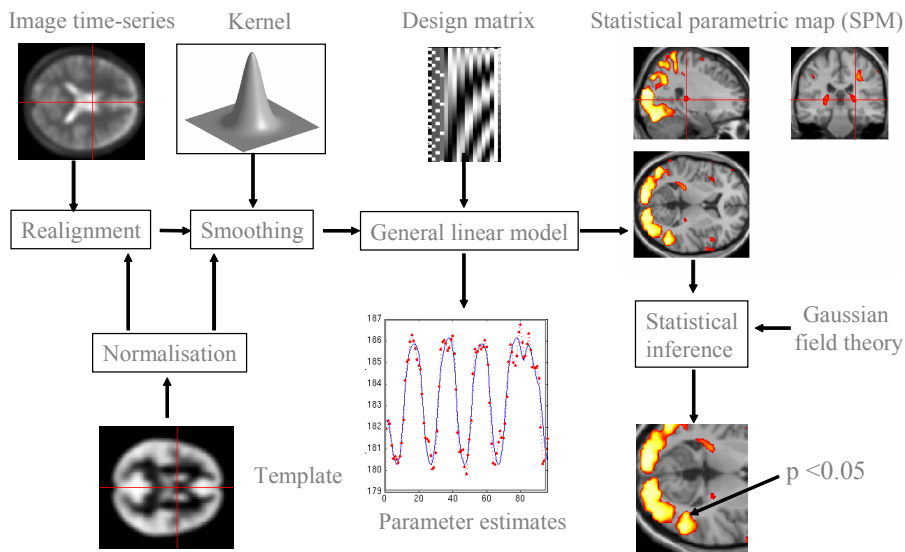 Image time-series
Kernel
Design matrix
Statistical parametric map (SPM)
Realignment
Smoothing
General linear model
Normalisation
Statistical
inference
Gaussian
field theory
187
186
185
184
183
182
181
180
179
0
20
40
60
80
Template
Parameter estimates
p <0.05